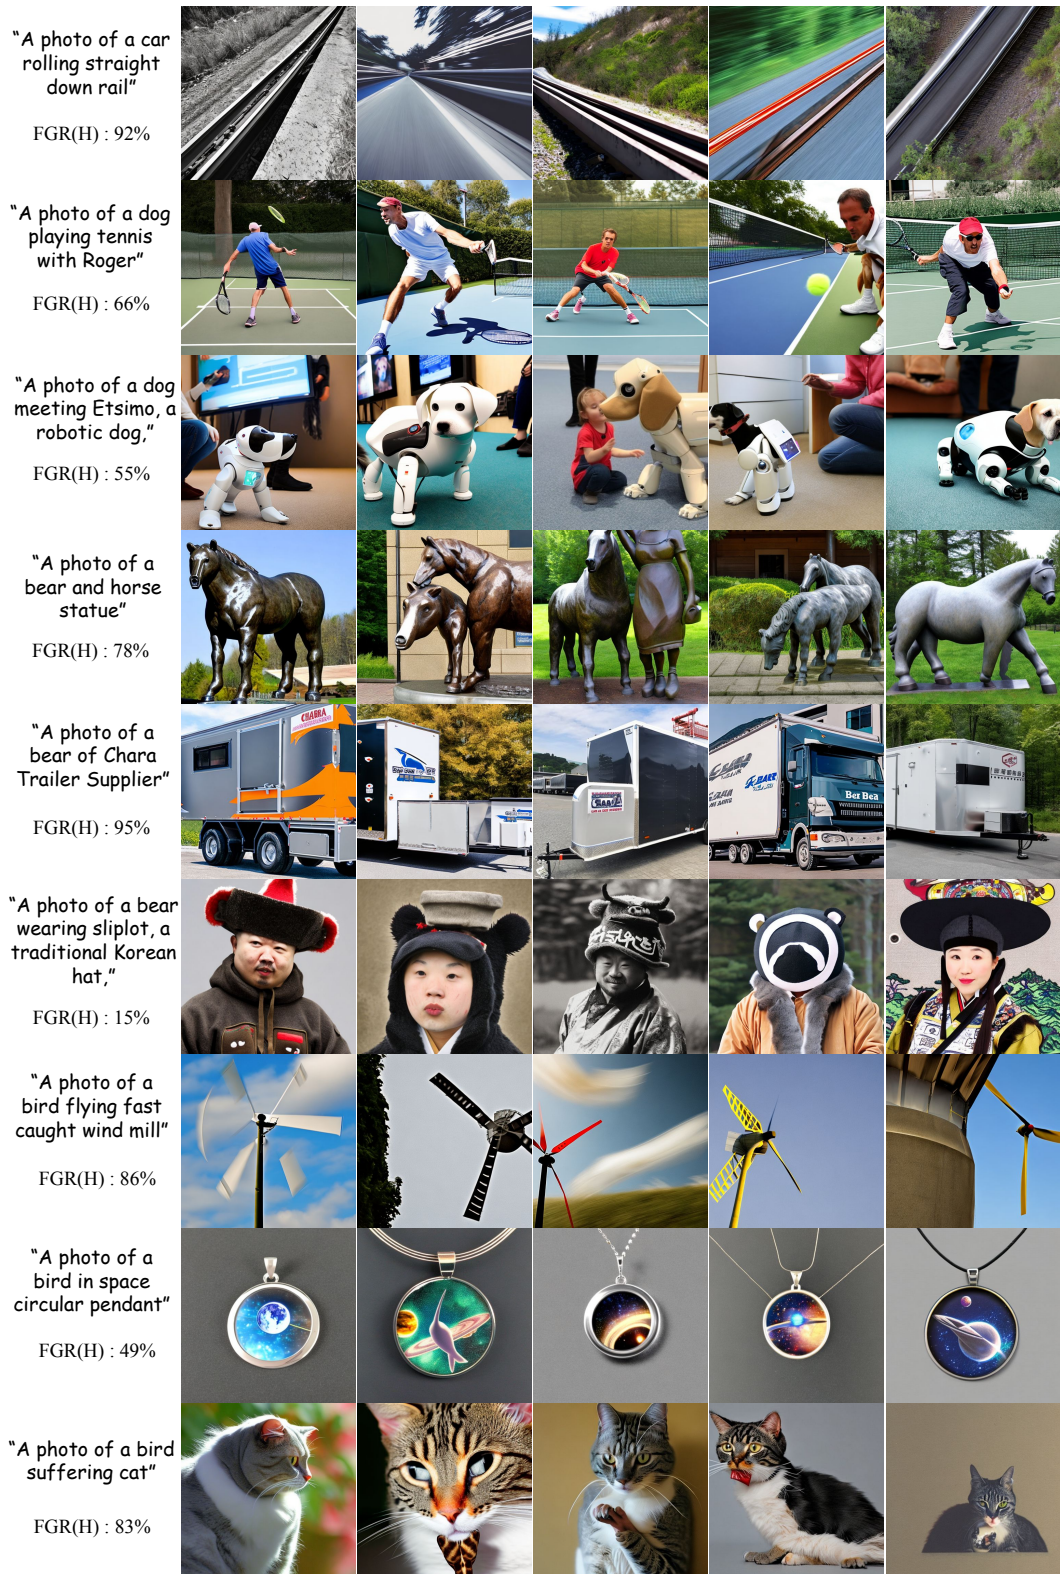 “A photo of a car
rolling straight
down rail”
FGR(H) : 92%
“A photo of a dog
playing tennis
with Roger”
FGR(H) : 66%
“A photo of a dog
meeting Etsimo, a
robotic dog,”
FGR(H) : 55%
“A photo of a
bear and horse
statue”
FGR(H) : 78%
“A photo of a
bear of Chara
Trailer Supplier”
FGR(H) : 95%
CHABRA
Ber Bea
“A photo of a bear
wearing sliplot, a
traditional Korean
hat,”
FGR(H) : 15%
“A photo of a
bird flying fast
caught wind mill”
FGR(H) : 86%
“A photo of a
bird in space
circular pendant”
FGR(H) : 49%
“A photo of a bird
suffering cat”
FGR(H) : 83%